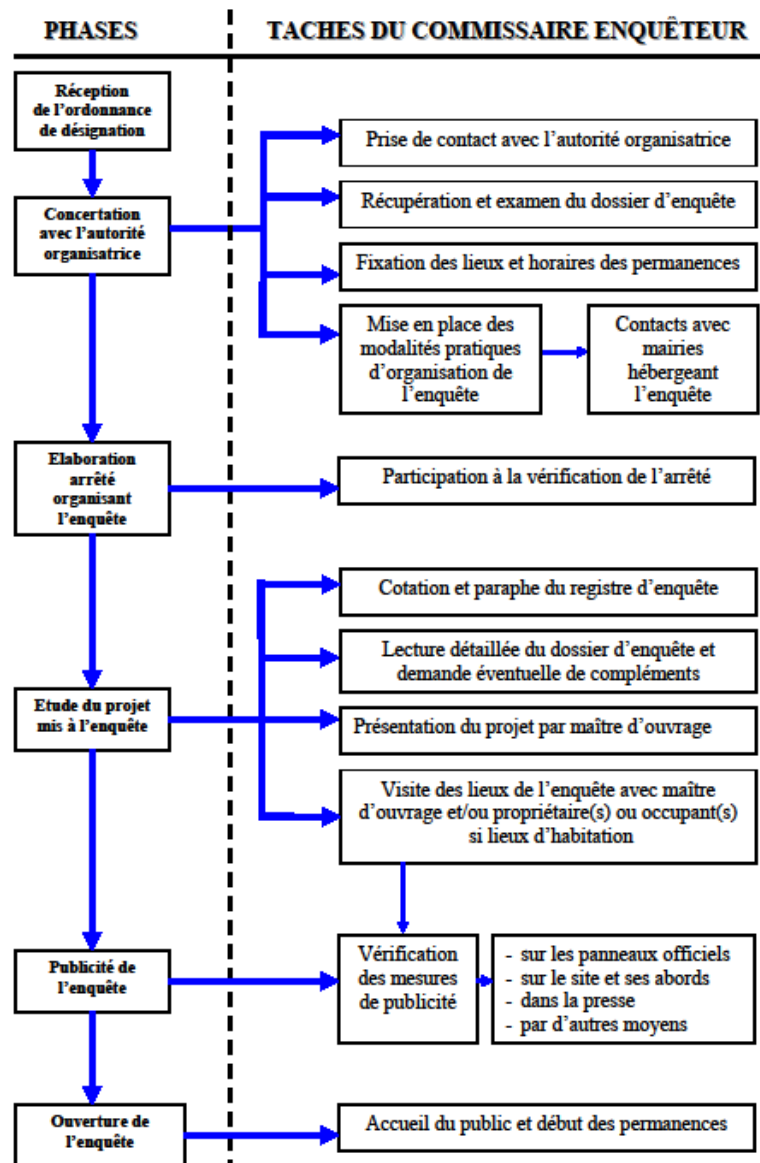 PHASES
TACHES DU COMMISSAIRE ENQUÊTEUR
Réception
de l'ordonnance
de désignation
Concertation
avec l'autorité
organisatrice
Prise de contact avec l'autorité organisatrice
Récupération et examen du dossier d'enquête
Fixation des lieux et horaires des permanences
Mise en place des
modalités pratiques
d'organisation de
l'enquête
Contacts avec
mairies
hébergeant
l'enquête
Elaboration
arrêté
organisant
l'enquête
Participation à la vérification de l'arrêté
Etude du projet
mis à l'enquête
Cotation et paraphe du registre d'enquête
Lecture détaillée du dossier d'enquête et
demande éventuelle de compléments
Présentation du projet par maître d'ouvrage
Visite des lieux de l'enquête avec maître
d'ouvrage et/ou propriétaire(s) ou occupant(s)
si lieux d'habitation
Publicité de
l'enquête
Vérification
des mesures
de publicité
- sur les panneaux officiels
- sur le site et ses abords
- dans la presse
- par d'autres moyens
Ouverture de
l'enquête
Accueil du public et début des permanences